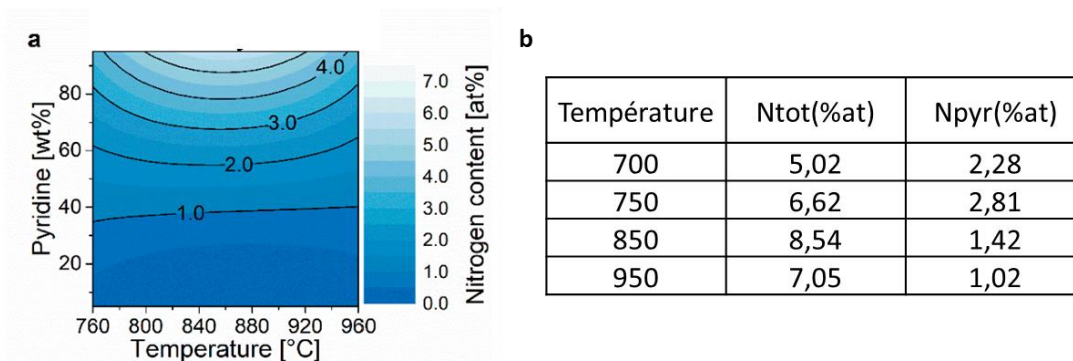 a
80
60
40
20
Pyridine [wt%]
4.0
3.0
2.0
1.0
760 800 840 880 920 960
Temperature [°C]
7.0
6.0
5.0
4.0
3.0
2.0
1.0
0.0
Nitrogen content [at%]
b
Température Ntot(%at) Npyr(%at)
700 5,02 2,28
750 6,62 2,81
850 8,54 1,42
950 7,05 1,02